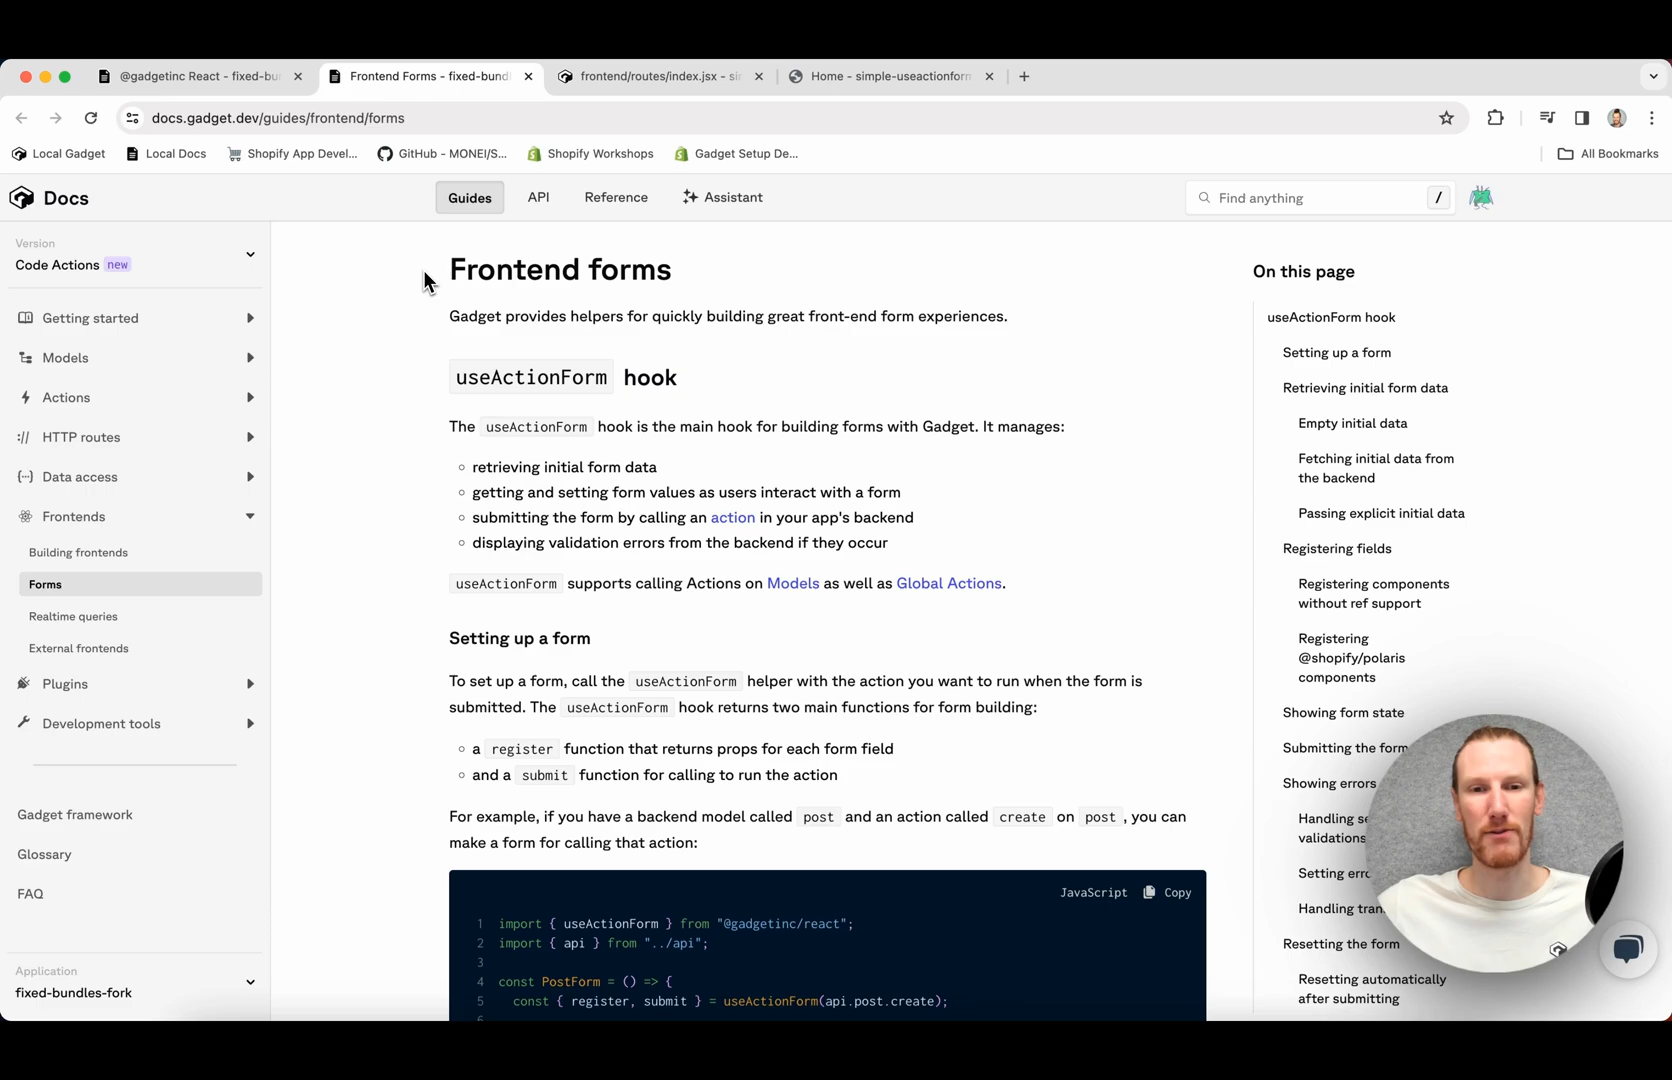 @gadgetinc React - fixed-bu
Frontend Forms - fixed-bundl
frontend/routes/index.jsx - si
Home - simple-useactionform
docs.gadget.dev/guides/frontend/forms
Local Gadget
Local Docs
Shopify App Devel...
GitHub - MONEI/S...
Shopify Workshops
Gadget Setup De...
All Bookmarks
Docs
Guides
API
Reference
Assistant
Find anything
/
Version
Code Actions new
Getting started
Models
Actions
HTTP routes
Data access
Frontends
Building frontends
Forms
Realtime queries
External frontends
Plugins
Development tools
Gadget framework
Glossary
FAQ
Application
fixed-bundles-fork
Frontend forms
Gadget provides helpers for quickly building great front-end form experiences.
useActionForm hook
The useActionForm hook is the main hook for building forms with Gadget. It manages:
retrieving initial form data
getting and setting form values as users interact with a form
submitting the form by calling an action in your app's backend
displaying validation errors from the backend if they occur
useActionForm supports calling Actions on Models as well as Global Actions.
Setting up a form
To set up a form, call the useActionForm helper with the action you want to run when the form is
submitted. The useActionForm hook returns two main functions for form building:
a register function that returns props for each form field
and a submit function for calling to run the action
For example, if you have a backend model called post and an action called create on post, you can
make a form for calling that action:
JavaScript Copy
1 import { useActionForm } from "@gadgetinc/react";
2 import { api } from "../api";
3
4 const PostForm = () => {
5 const { register, submit } = useActionForm(api.post.create);
6
On this page
useActionForm hook
Setting up a form
Retrieving initial form data
Empty initial data
Fetching initial data from
the backend
Passing explicit initial data
Registering fields
Registering components
without ref support
Registering
@shopify/polaris
components
Showing form state
Submitting the form
Showing errors
Handling se
validations
Setting erro
Handling tran
Resetting the form
Resetting automatically
after submitting